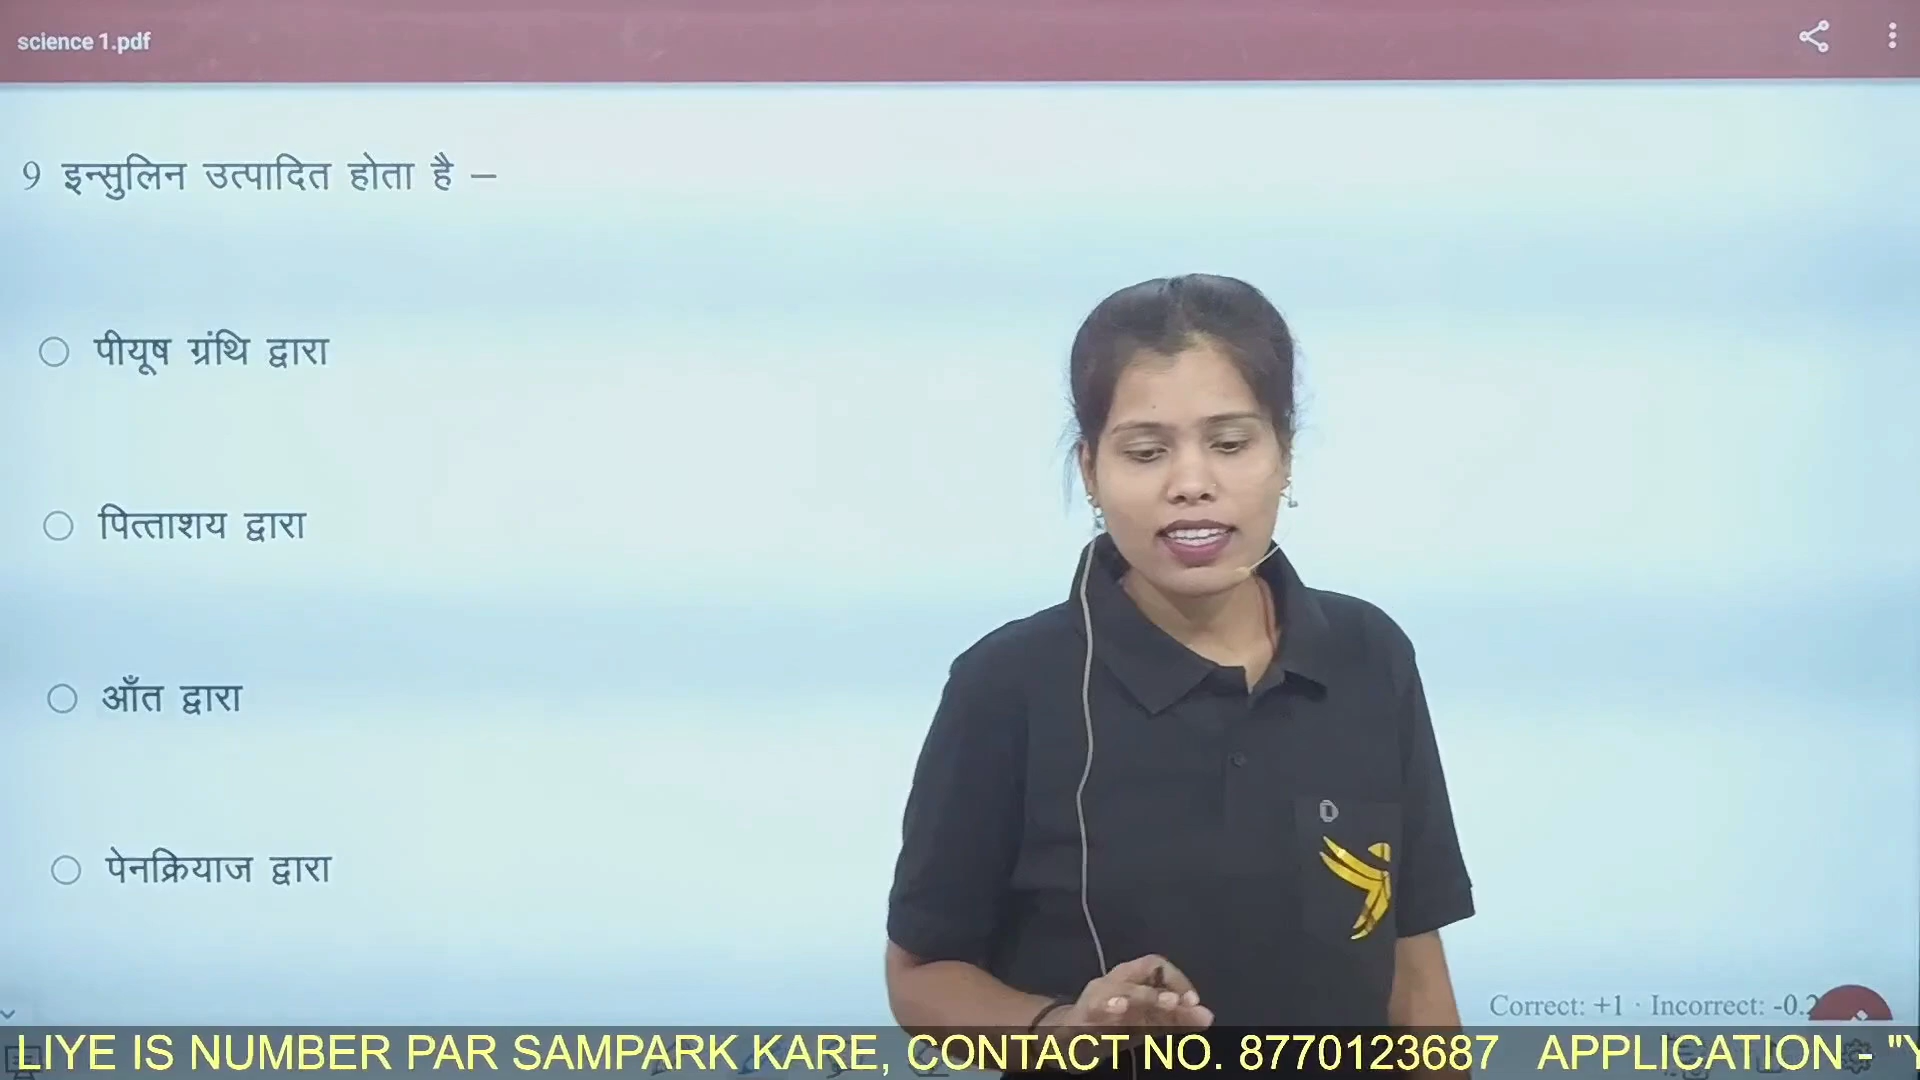 science 1.pdf
9 इन्सुलिन उत्पादित होता है –
पीयूष ग्रंथि द्वारा
पित्ताशय द्वारा
आँत द्वारा
पेनक्रियाज द्वारा
Correct: +1 · Incorrect: -0.2
LIYE IS NUMBER PAR SAMPARK KARE, CONTACT NO. 8770123687 APPLICATION - "Y